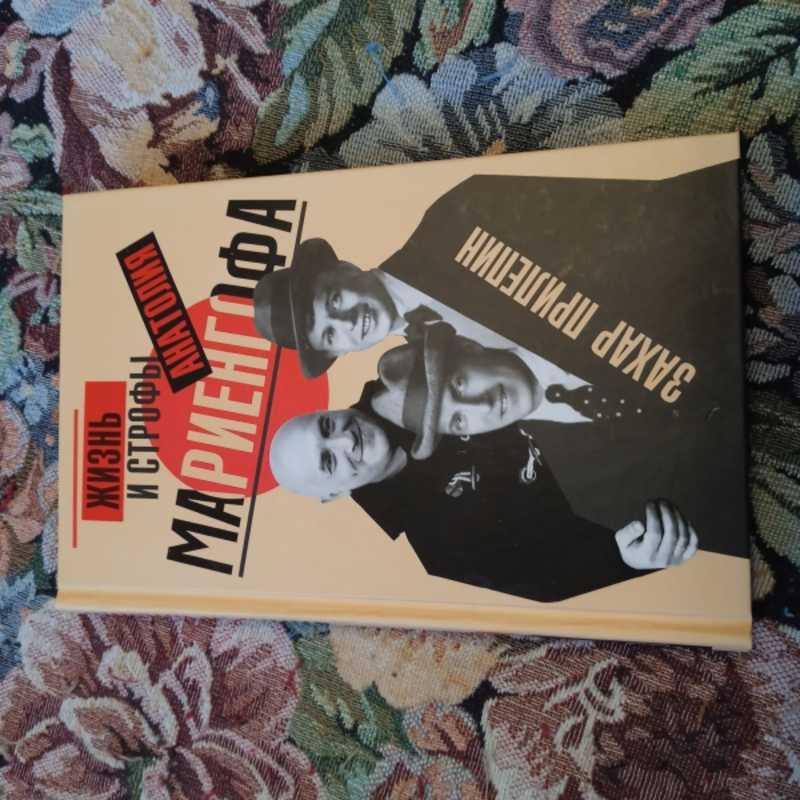 ЖИЗНЬ
И СТРОФЫ
АНАТОЛИЯ
МАРИЕНГОФА
ЗАХАР ПРИЛЕПИН